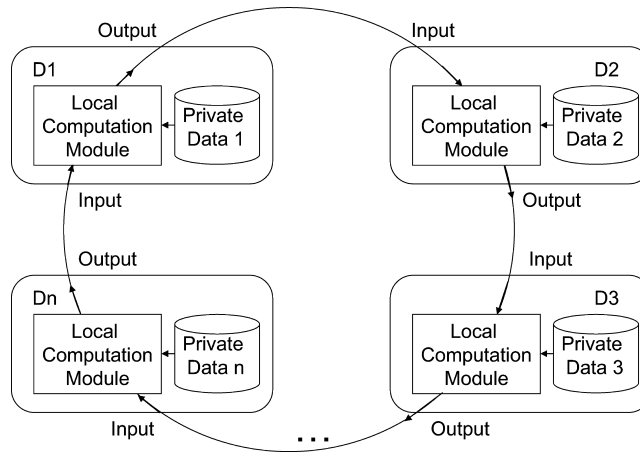 Output
Input
D1
Local
Computation
Module
Private
Data 1
D2
Local
Computation
Module
Private
Data 2
Input
Output
Output
Input
Dn
Local
Computation
Module
Private
Data n
D3
Local
Computation
Module
Private
Data 3
Input
...
Output